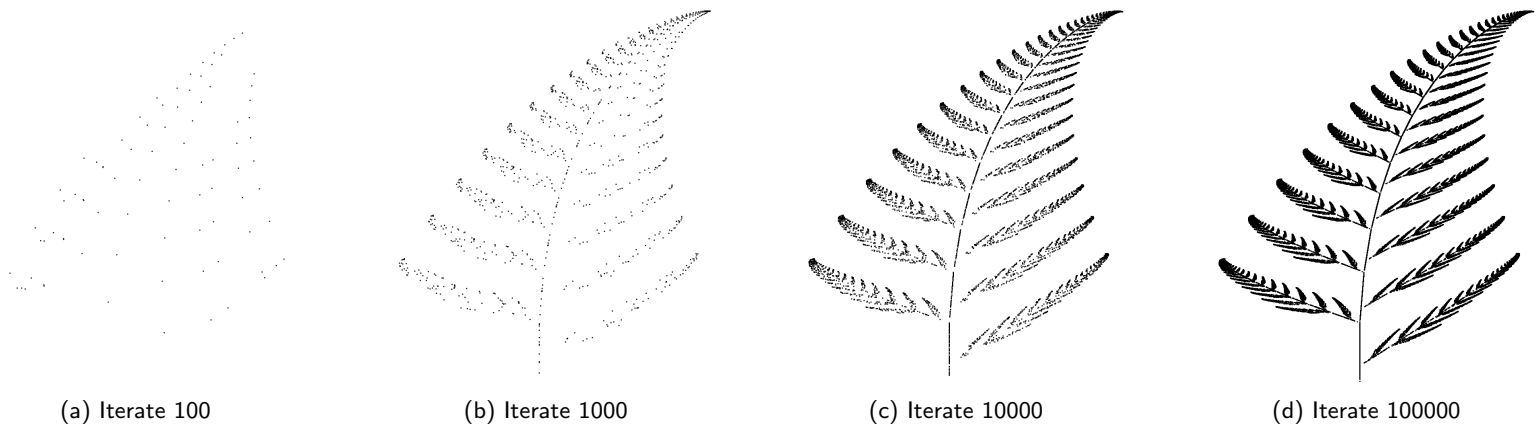 (a) Iterate 100
(b) Iterate 1000
(c) Iterate 10000
(d) Iterate 100000